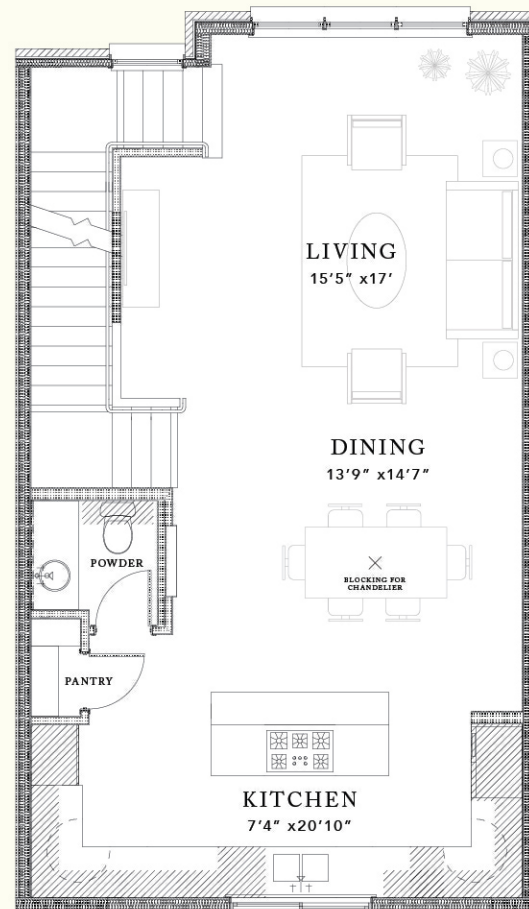 LIVING
15'5" x17'
DINING
13'9" x14'7"
POWDER
BLOCKING FOR
CHANDELIER
PANTRY
KITCHEN
7'4" x20'10"